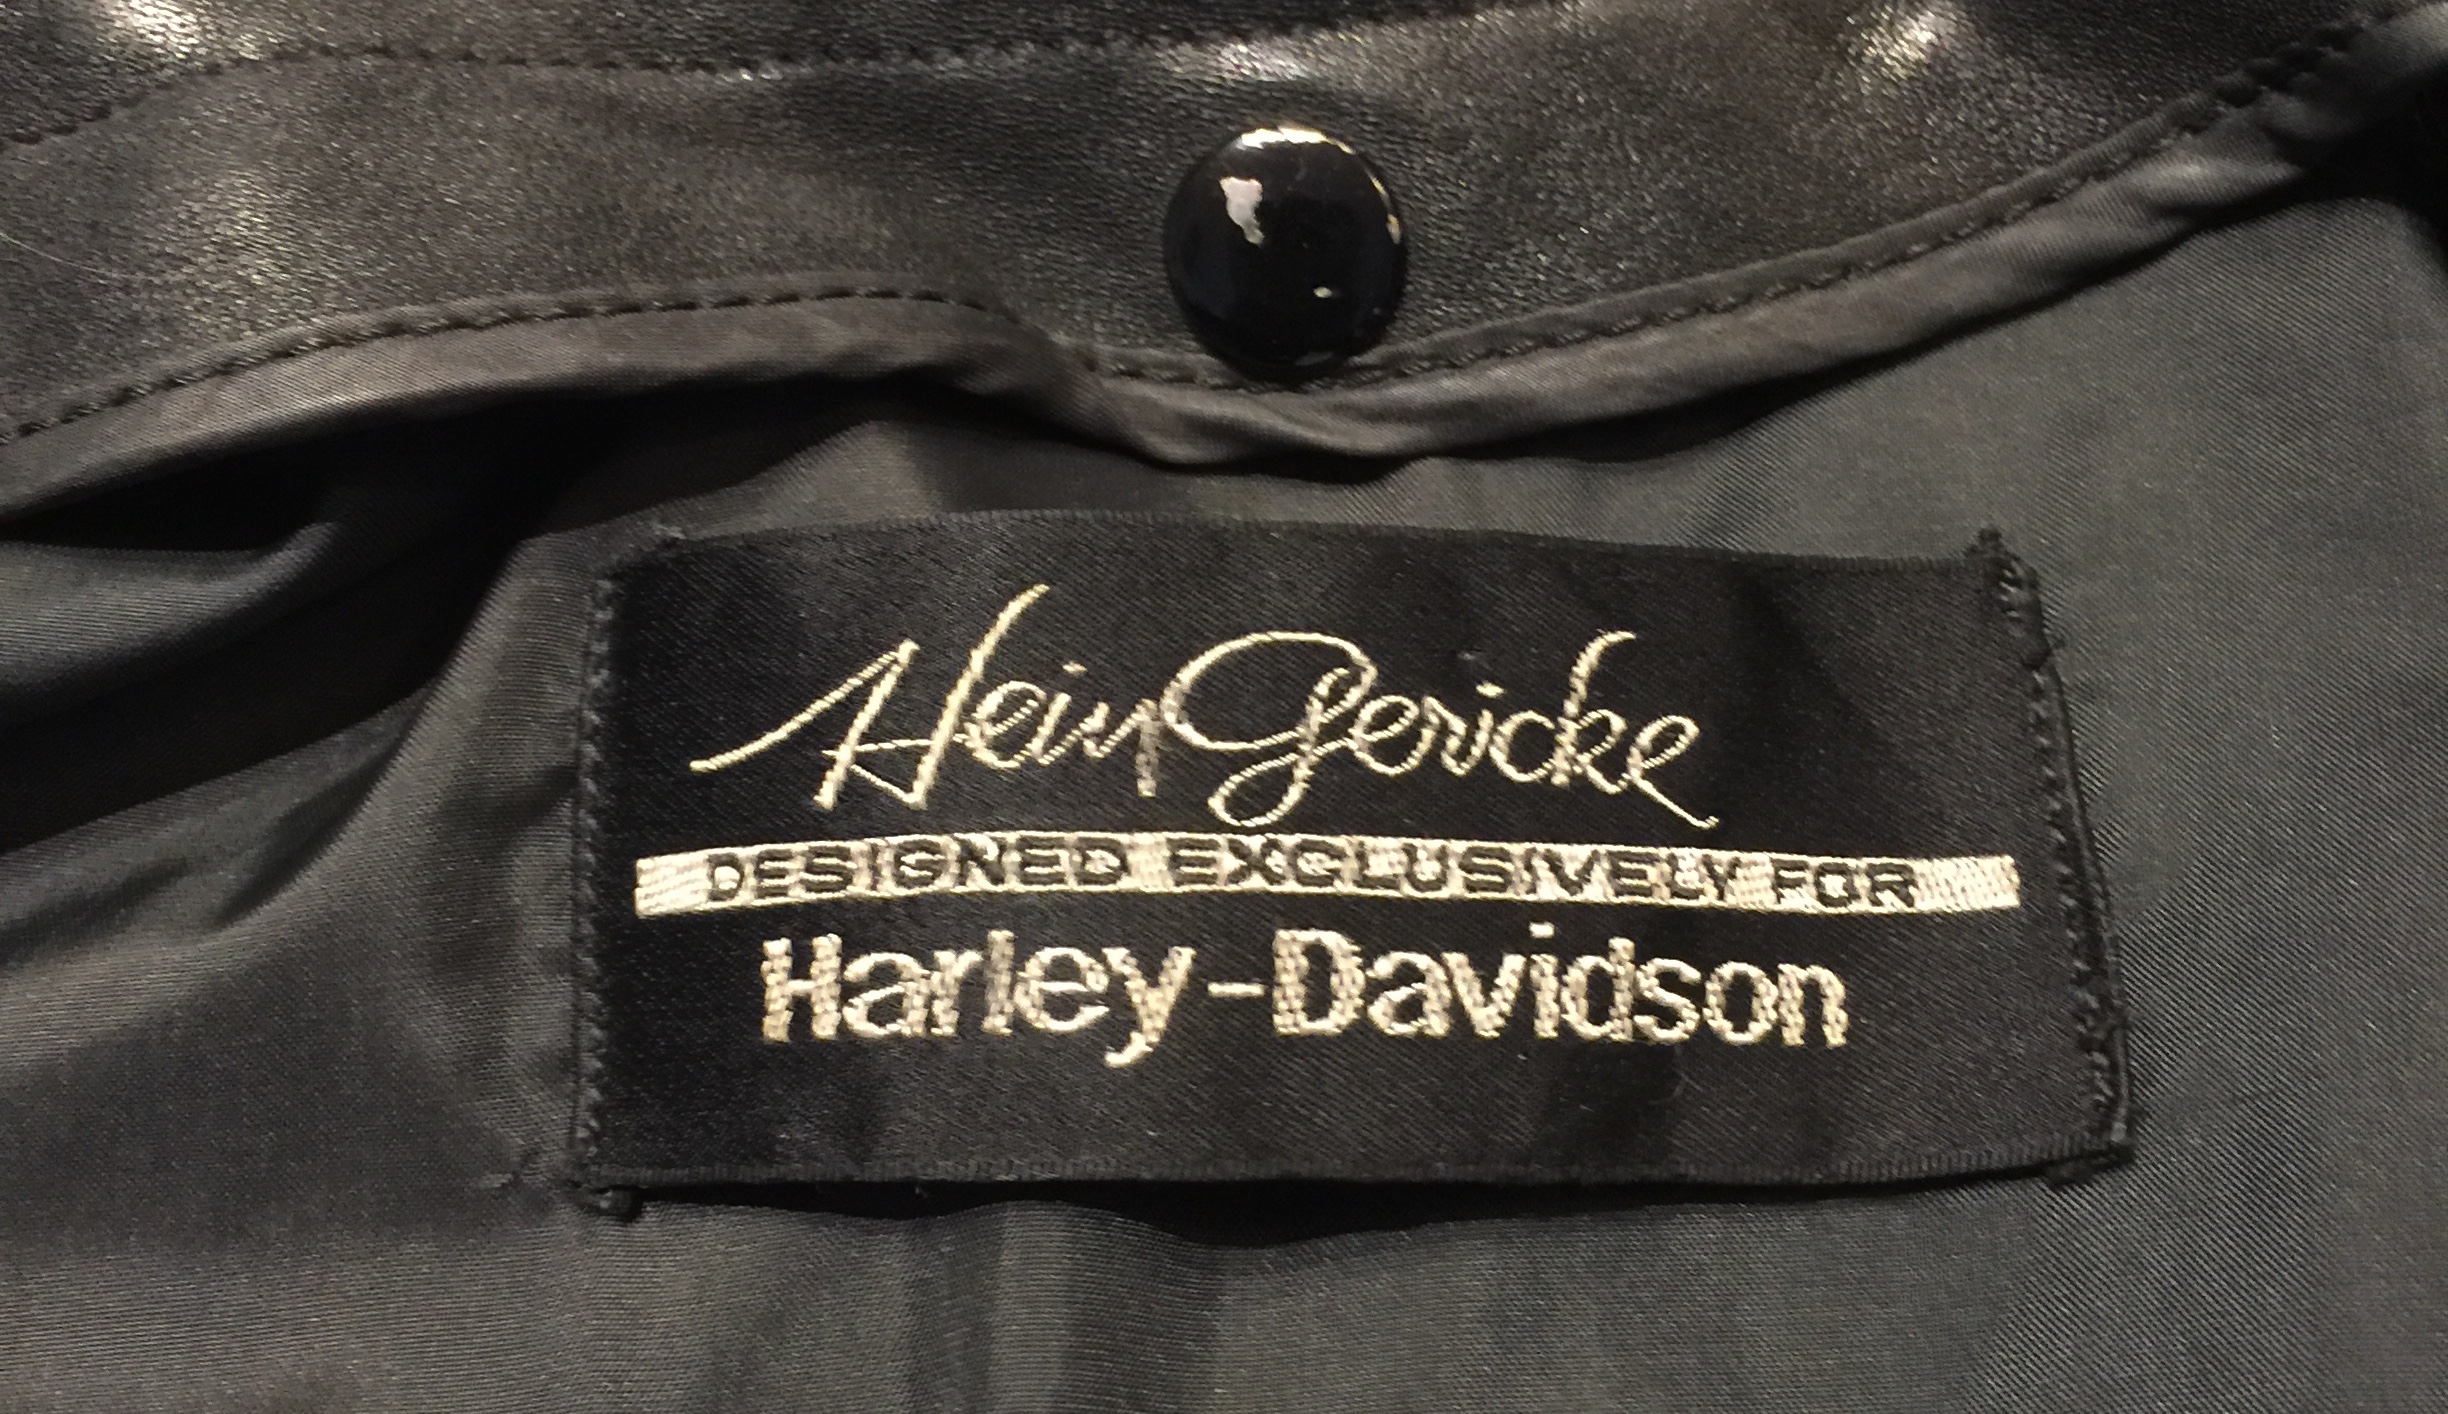 Hein Gericke
DESIGNED EXCLUSIVELY FOR
Harley-Davidson